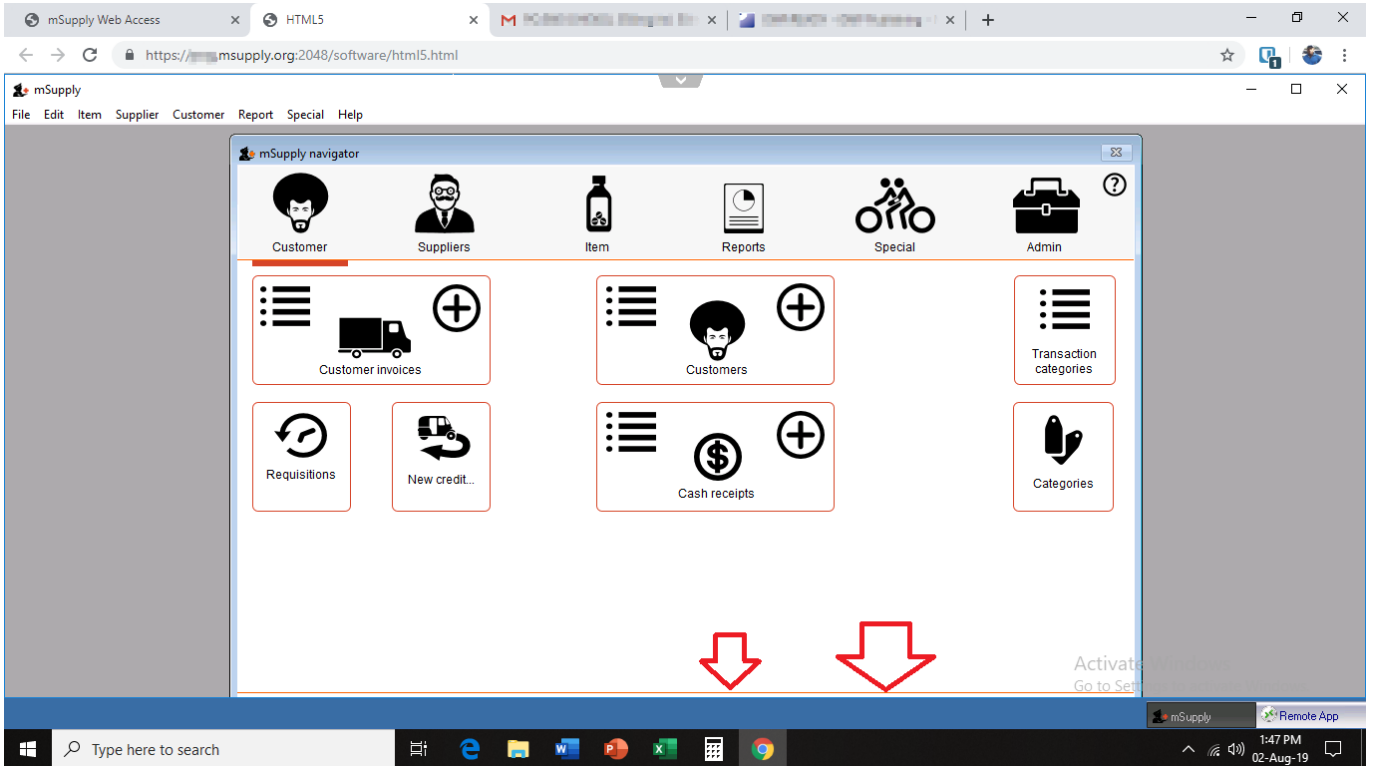 mSupply Web Access
HTML5
https://
msupply.org:2048/software/html5.html
1
mSupply
File Edit Item Supplier Customer Report Special Help
mSupply navigator
Customer Suppliers Item Reports Special Admin
?
Customer invoices
Customers
Transaction
categories
Requisitions
New credit...
Cash receipts
Categories
Activate Windows
Go to Set
mSupply
Remote App
Type here to search
1:47 PM
02-Aug-19